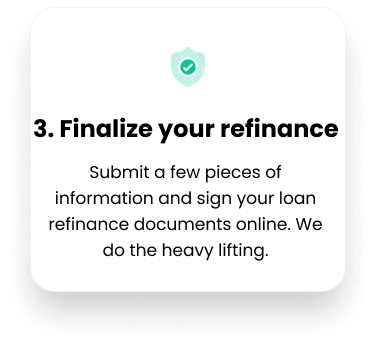 3. Finalize your refinance
Submit a few pieces of
information and sign your loan
refinance documents online. We
do the heavy lifting.